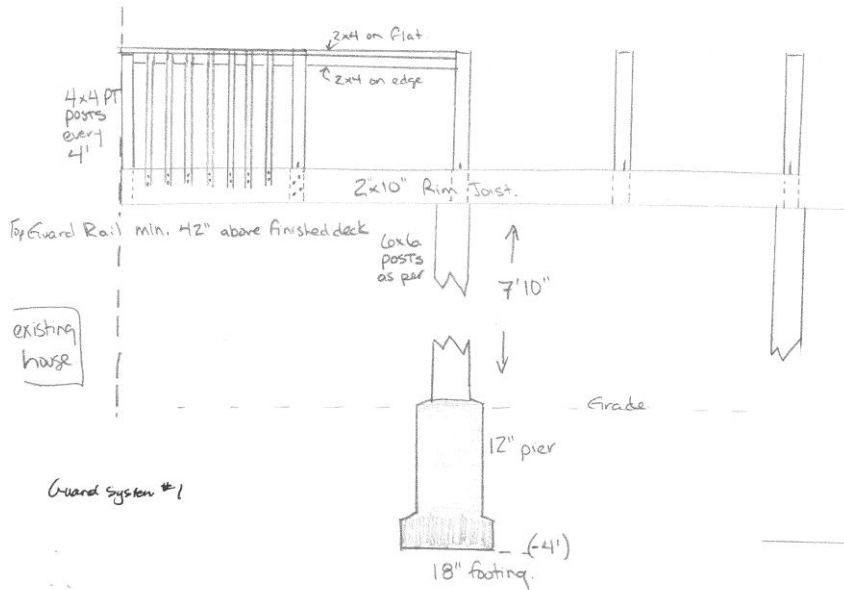 2x4 on flat
2x4 on edge
4x4 PT
posts
every
4'
2"x10" Rim Joist.
Top Guard Rail min. 42" above finished deck
6x6
posts
as per
7'10"
existing
house
Grade
12" pier
Guard System #1
(-4')
18" footing.